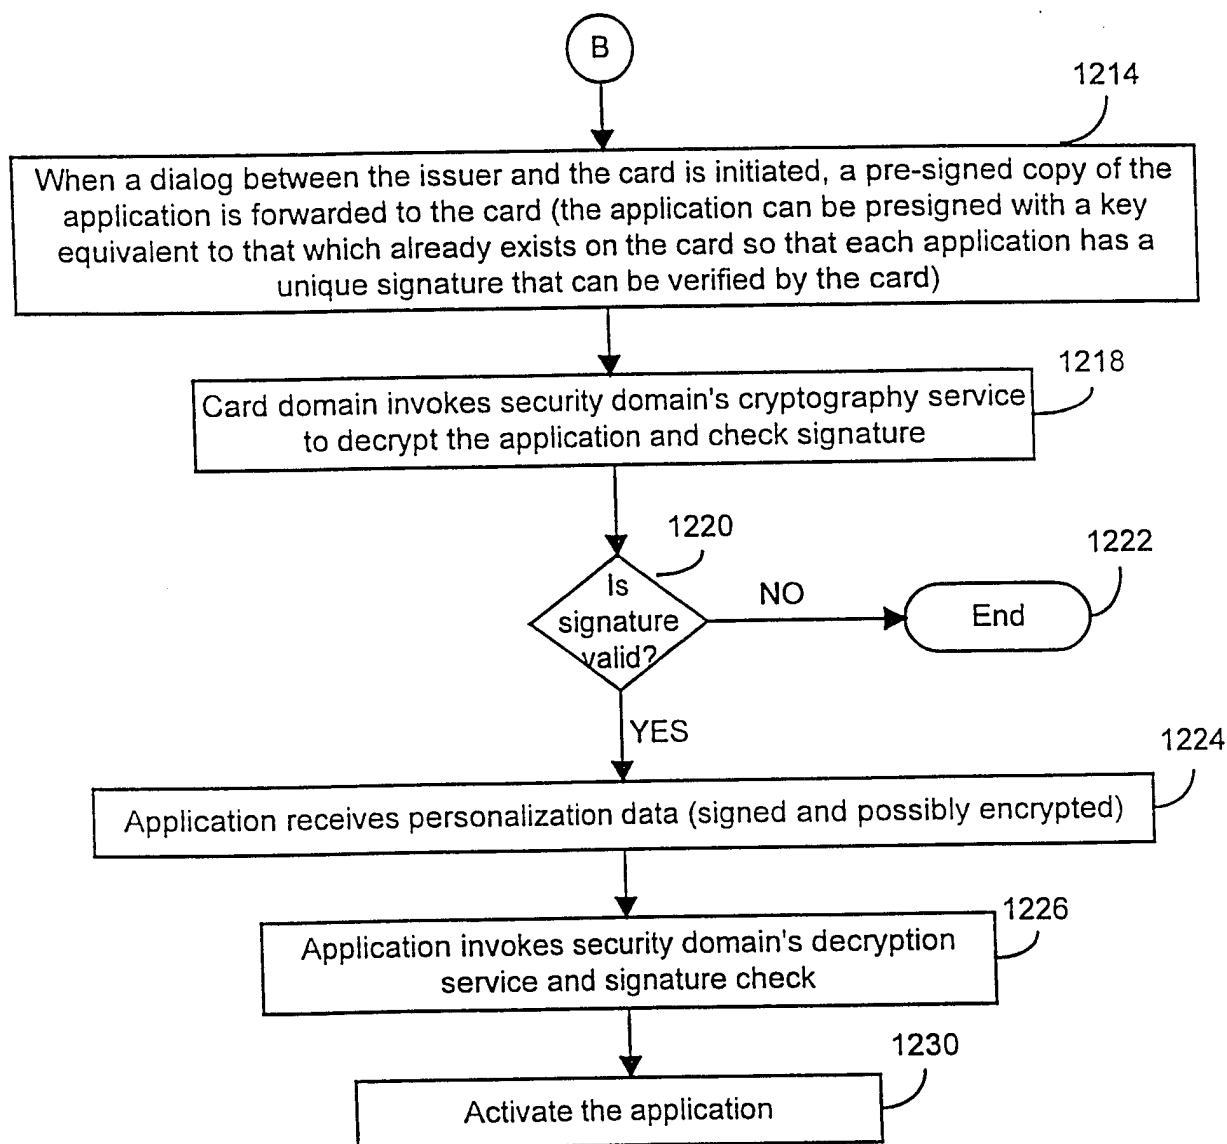 B
1214
When a dialog between the issuer and the card is initiated, a pre-signed copy of the
application is forwarded to the card (the application can be presigned with a key
equivalent to that which already exists on the card so that each application has a
unique signature that can be verified by the card)
1218
Card domain invokes security domain's cryptography service
to decrypt the application and check signature
1220
Is
signature
valid?
NO
1222
End
YES
1224
Application receives personalization data (signed and possibly encrypted)
1226
Application invokes security domain's decryption
service and signature check
1230
Activate the application